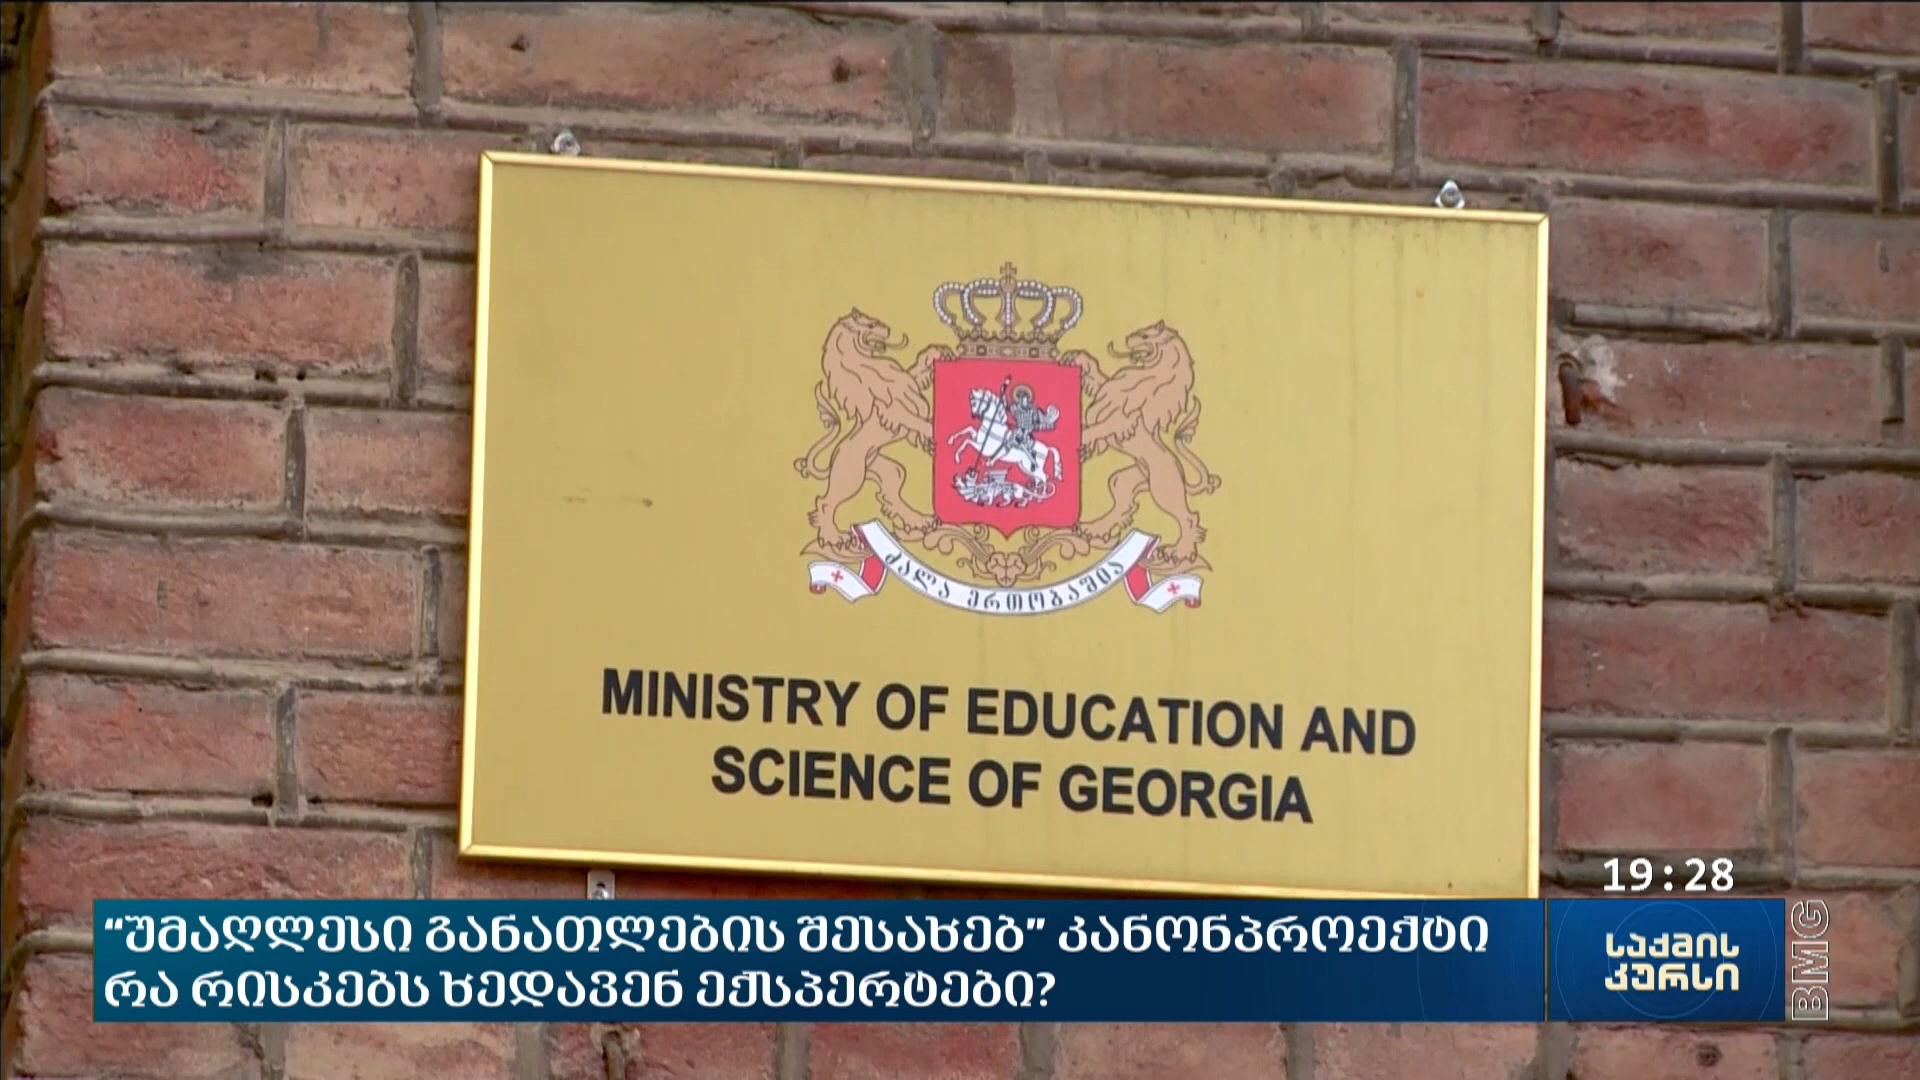 ძალა ერთობაშია
MINISTRY OF EDUCATION AND
SCIENCE OF GEORGIA
19:28
“უმაღლესი განათლების შესახებ” კანონპროექტი
რა რისკებს ხედავენ ექსპერტები?
საქმის
კურსი
BMG